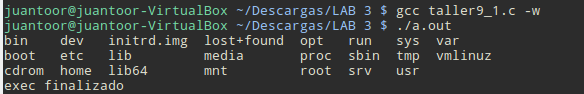 juantoor@juantoor-VirtualBox ~/Descargas/LAB 3 $ gcc taller9_1.c -w
juantoor@juantoor-VirtualBox ~/Descargas/LAB 3 $ ./a.out
bin dev initrd.img lost+found opt run sys var
boot etc lib media proc sbin tmp vmlinuz
cdrom home lib64 mnt root srv usr
exec finalizado